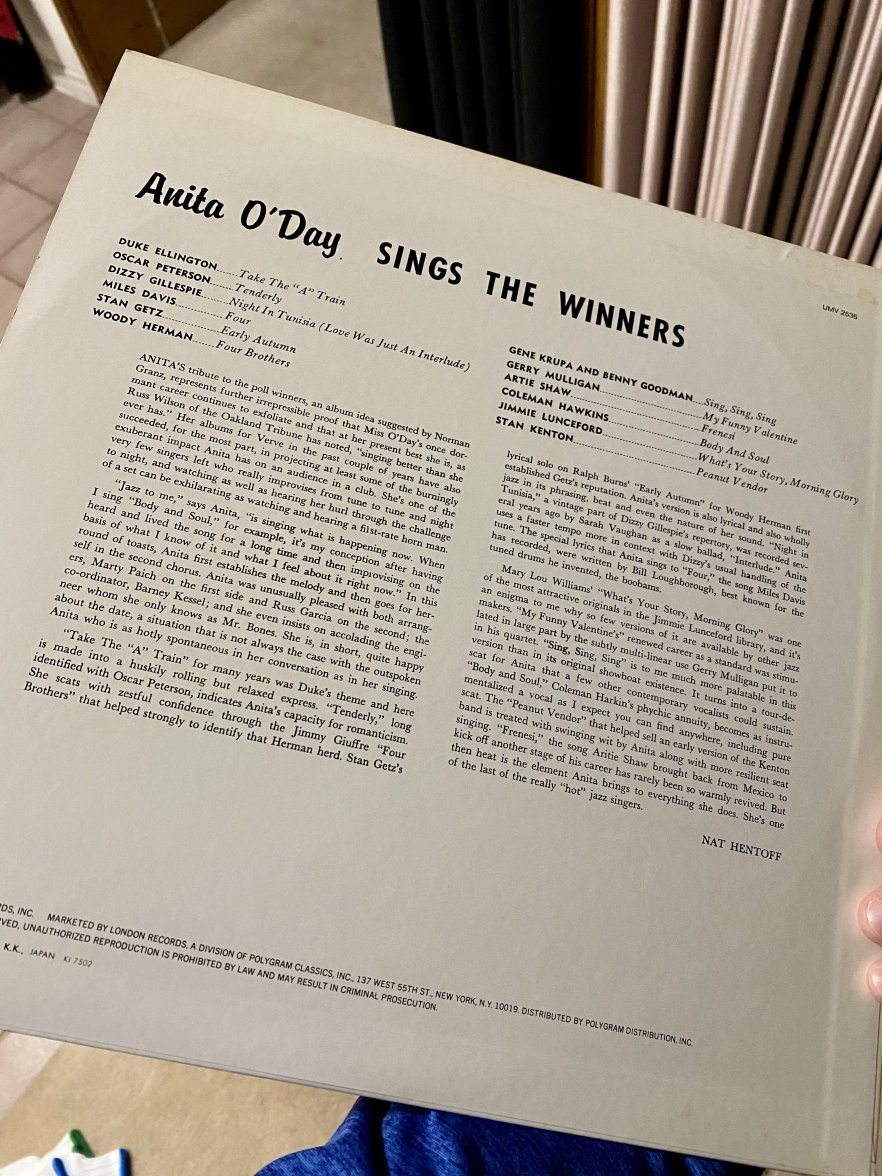 Anita O'Day SINGS THE WINNERS
UMV 2536
DUKE ELLINGTON......Take The "A" Train
OSCAR PETERSON......Tenderly
DIZZY GILLESPIE........Night In Tunisia (Love Was Just An Interlude)
MILES DAVIS..............Four
STAN GETZ.................Early Autumn
WOODY HERMAN.......Four Brothers
GENE KRUPA AND BENNY GOODMAN....Sing, Sing, Sing
GERRY MULLIGAN...........................My Funny Valentine
ARTIE SHAW..................................Frenesi
COLEMAN HAWKINS........................Body And Soul
JIMMIE LUNCEFORD........................What's Your Story, Morning Glory
STAN KENTON...............................Peanut Vendor
ANITA'S tribute to the poll winners, an album idea suggested by Norman
Granz, represents further irrepressible proof that Miss O'Day's once dor-
mant career continues to exfoliate and that at her present best she is, as
Russ Wilson of the Oakland Tribune has noted, "singing better than she
ever has." Her albums for Verve in the past couple of years have also
succeeded, for the most part, in projecting at least some of the burningly
exuberant impact Anita has on an audience in a club. She's one of the
very few singers left who really improvises from tune to tune and night
to night, and watching as well as hearing her hurl through the challenge
of a set can be exhilarating as watching and hearing a first-rate horn man.
"Jazz to me," says Anita, "is singing what is happening now. When
I sing "Body and Soul," for example, it's my conception after having
heard and lived the song for a long time and then improvising on the
basis of what I know of it and what I feel about it right now." In this
round of toasts, Anita first establishes the melody and then goes for her-
self in the second chorus. Anita was unusually pleased with both arrang-
ers, Marty Paich on the first side and Russ Garcia on the second; the
co-ordinator, Barney Kessel; and she even insists on accolading the engi-
neer whom she only knows as Mr. Bones. She is, in short, quite happy
about the date, a situation that is not always the case with the outspoken
Anita who is as hotly spontaneous in her conversation as in her singing.
"Take The "A" Train" for many years was Duke's theme and here
is made into a huskily rolling but relaxed express. "Tenderly," long
identified with Oscar Peterson, indicates Anita's capacity for romanticism.
She scats with zestful confidence through the Jimmy Giuffre "Four
Brothers" that helped strongly to identify that Herman herd. Stan Getz's
lyrical solo on Ralph Burns' "Early Autumn" for Woody Herman first
established Getz's reputation. Anita's version is also lyrical and also wholly
jazz in its phrasing, beat and even the nature of her sound. "Night in
Tunisia," a vintage part of Dizzy Gillespie's repertory, was recorded sev-
eral years ago by Sarah Vaughan as a slow ballad, "Interlude." Anita
uses a faster tempo more in context with Dizzy's usual handling of the
tune. The special lyrics that Anita sings to "Four," the song Miles Davis
has recorded, were written by Bill Loughborough, best known for the
tuned drums he invented, the boobams.
Mary Lou Williams' "What's Your Story, Morning Glory" was one
of the most attractive originals in the Jimmie Lunceford library, and it's
an enigma to me why so few versions of it are available by other jazz
makers. "My Funny Valentine's" renewed career as a standard was stimu-
lated in large part by the subtly multi-linear use Gerry Mulligan put it to
in his quartet. "Sing, Sing, Sing" is to me much more palatable in this
version than in its original showboat existence. It turns into a tour-de-
scat for Anita that a few other contemporary vocalists could sustain.
"Body and Soul," Coleman Harkin's phychic annuity, becomes as instru-
mentalized a vocal as I expect you can find anywhere, including pure
scat. The "Peanut Vendor" that helped sell an early version of the Kenton
band is treated with swinging wit by Anita along with more resilient seat
singing. "Frenesi," the song Aritie Shaw brought back from Mexico to
kick off another stage of his career has rarely been so warmly revived. But
then heat is the element Anita brings to everything she does. She's one
of the last of the really "hot" jazz singers.
NAT HENTOFF
DS, INC. MARKETED BY LONDON RECORDS, A DIVISION OF POLYGRAM CLASSICS, INC., 137 WEST 55TH ST., NEW YORK, N.Y. 10019. DISTRIBUTED BY POLYGRAM DISTRIBUTION, INC.
VED, UNAUTHORIZED REPRODUCTION IS PROHIBITED BY LAW AND MAY RESULT IN CRIMINAL PROSECUTION.
K.K., JAPAN KI 7502